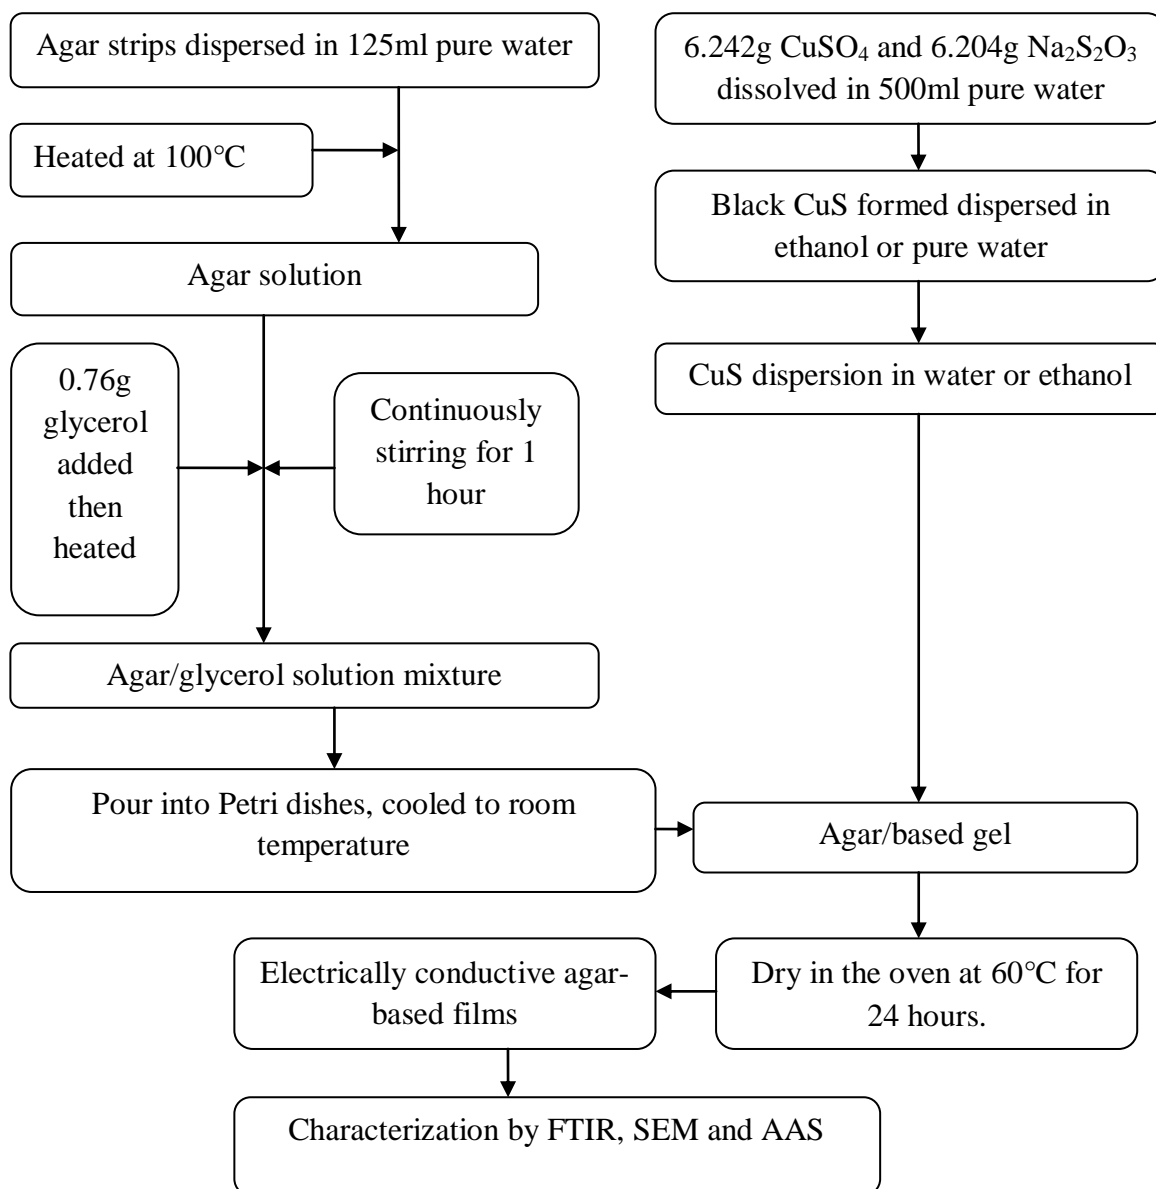 Agar strips dispersed in 125ml pure water
Heated at 100°C
Agar solution
0.76g
glycerol
added
then
heated
Continuously
stirring for 1
hour
Agar/glycerol solution mixture
Pour into Petri dishes, cooled to room
temperature
6.242g CuSO₄ and 6.204g Na₂S₂O₃
dissolved in 500ml pure water
Black CuS formed dispersed in
ethanol or pure water
CuS dispersion in water or ethanol
Agar/based gel
Dry in the oven at 60°C for
24 hours.
Electrically conductive agar-
based films
Characterization by FTIR, SEM and AAS